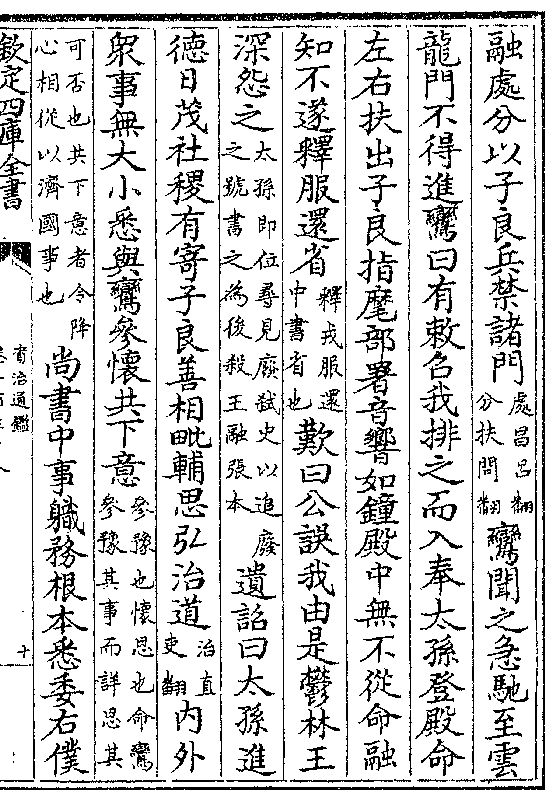 融處分以子良兵禁諸門處昌呂翻分扶問翻鸞聞之急馳至雲
龍門不得進鸞曰有敕召我排之而入奉太孫登殿命
左右扶出子良指麾部署音響如鐘殿中無不從命融
知不遂釋服還省釋戎服還中書省也歎曰公誤我由是鬱林王
深怨之太孫即位尋見廢弑史以追廢之號書之為後殺王融張本遺詔曰太孫進
德日茂社稷有寄子良善相毗輔思弘治道治直吏翻内外
衆事無大小悉與鸞參懷共下意參豫也懷思也命鸞參豫其事而詳思其
可否也共下意者令降心相從以濟國事也尚書中事職務根本悉委右僕
欽定四庫全書
資治通鑑
十